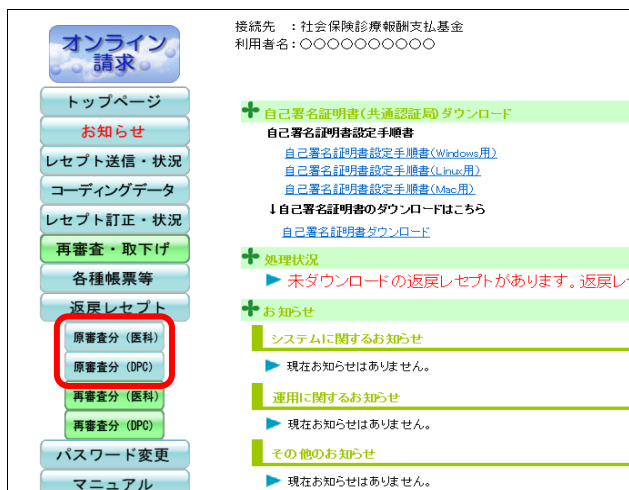 オンライン
請求
接続先 ：社会保険診療報酬支払基金
利用者名：○○○○○○○○○○
トップページ
お知らせ
レセプト送信・状況
コーディングデータ
レセプト訂正・状況
再審査・取下げ
各種帳票等
返戻レセプト
原審査分（医科）
原審査分（DPC）
再審査分（医科）
再審査分（DPC）
パスワード変更
マニュアル
自己署名証明書（共通認証局）ダウンロード
自己署名証明書設定手順書
自己署名証明書設定手順書（Windows用）
自己署名証明書設定手順書（Linux用）
自己署名証明書設定手順書（Mac用）
↓自己署名証明書のダウンロードはこちら
自己署名証明書ダウンロード
処理状況
未ダウンロードの返戻レセプトがあります。返戻レ
お知らせ
システムに関するお知らせ
現在お知らせはありません。
運用に関するお知らせ
現在お知らせはありません。
その他のお知らせ
現在お知らせはありません。